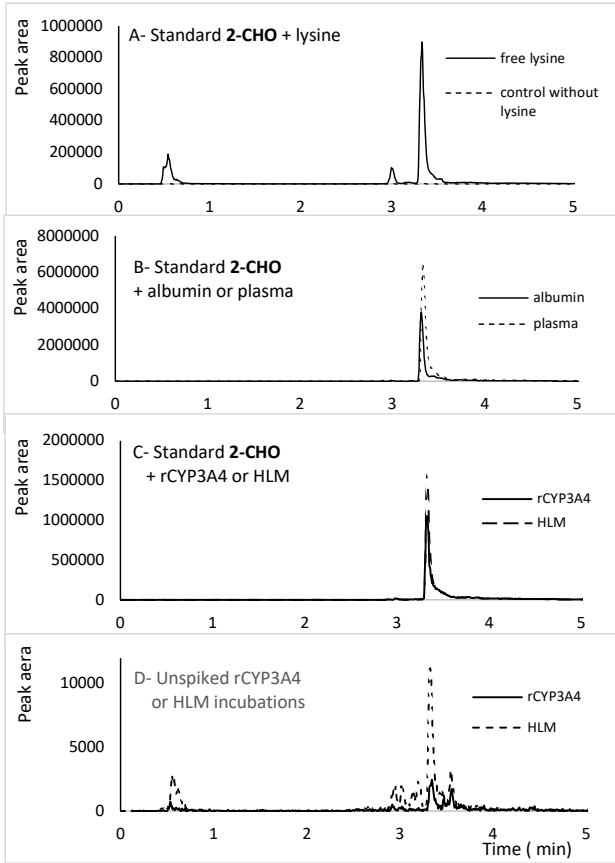 A- Standard 2-CHO + lysine
Peak area
1000000
800000
600000
400000
200000
0
free lysine
control without
lysine
0 1 2 3 4 5
B- Standard 2-CHO
+ albumin or plasma
Peak area
8000000
6000000
4000000
2000000
0
albumin
plasma
0 1 2 3 4 5
C- Standard 2-CHO
+ rCYP3A4 or HLM
Peak area
2000000
1500000
1000000
500000
0
rCYP3A4
HLM
0 1 2 3 4 5
D- Unspiked rCYP3A4
or HLM incubations
Peak aera
10000
5000
0
rCYP3A4
HLM
0 1 2 3 4 5
Time ( min)